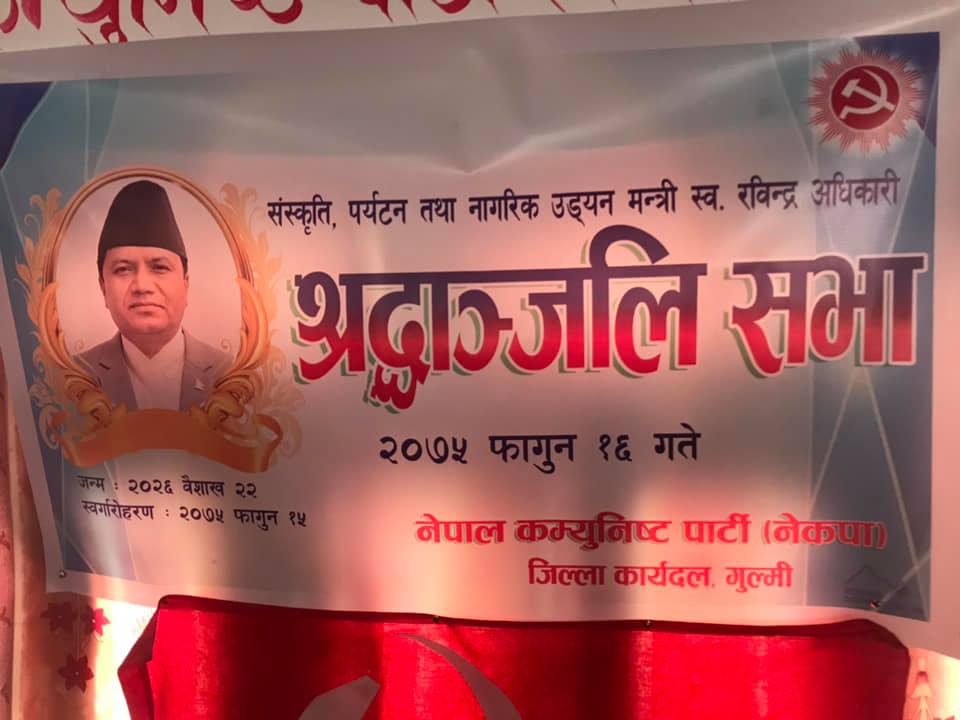 संस्कृति, पर्यटन तथा नागरिक उड्यन मन्त्री स्व. रविन्द्र अधिकारी
श्रद्धाञ्जलि सभा
२०७५ फागुन १६ गते
जन्म : २०२६ वैशाख २२
स्वर्गारोहरण : २०७५ फागुन १५
नेपाल कम्युनिष्ट पार्टी (नेकपा)
जिल्ला कार्यदल, गुल्मी